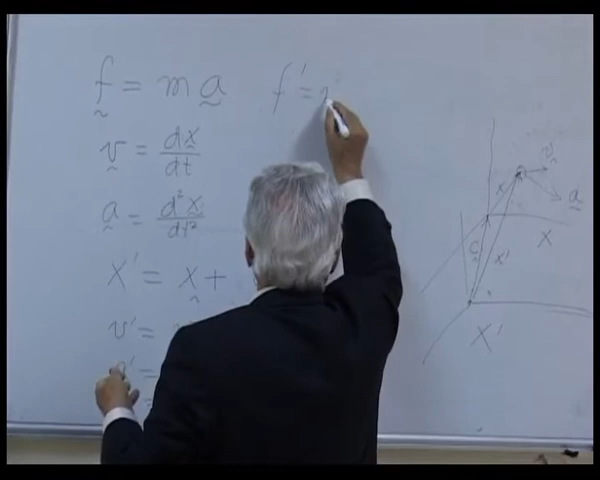 f = m a
f' =
v = dx/dt
a = d²x/dt²
x' = x +
v' =
=
v
x
a
c
x'
X
X'